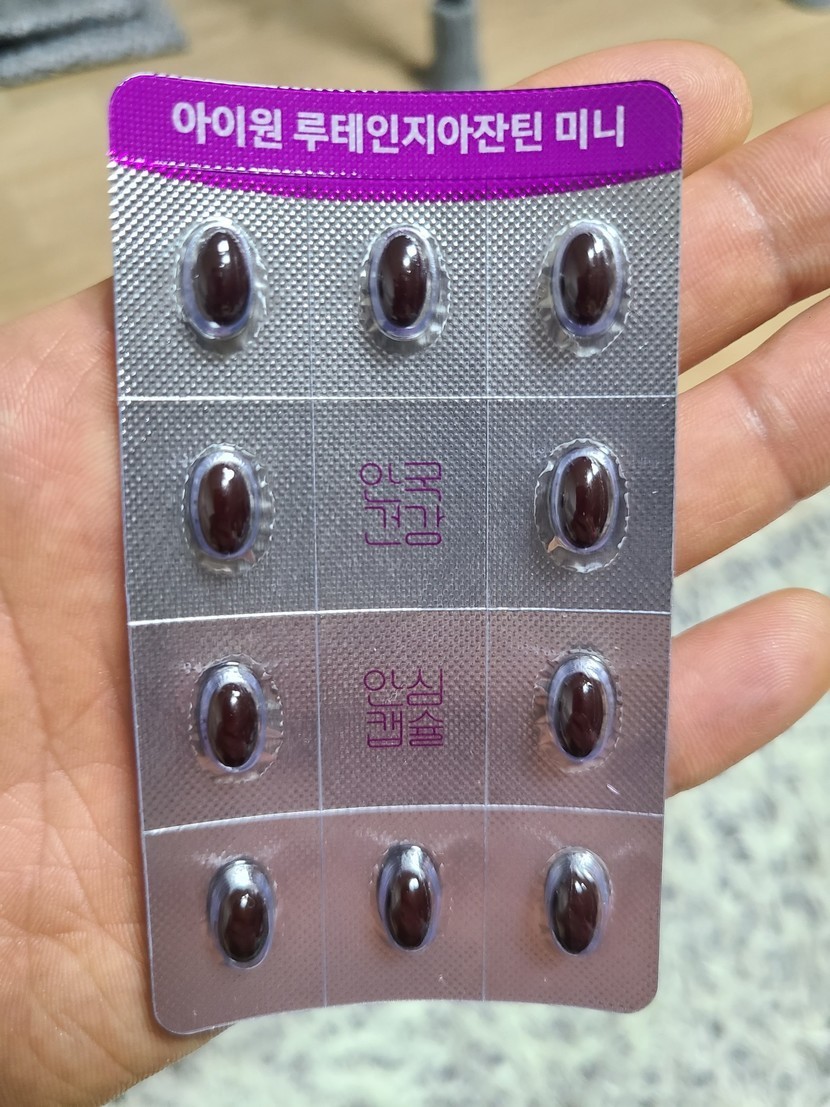 아이원 루테인지아잔틴 미니
안국
건강
안심
캡슐